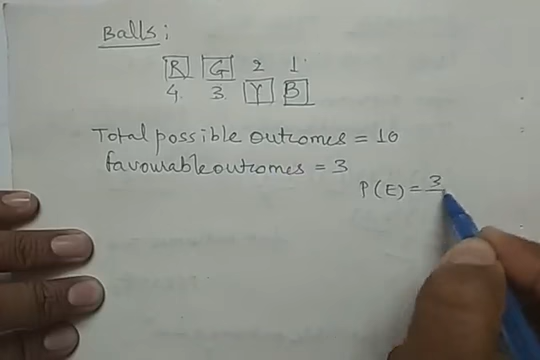 Balls:
R G 2 1
4 3 Y B
Total possible outcomes = 10
favourable outcomes = 3
P(E) = 3